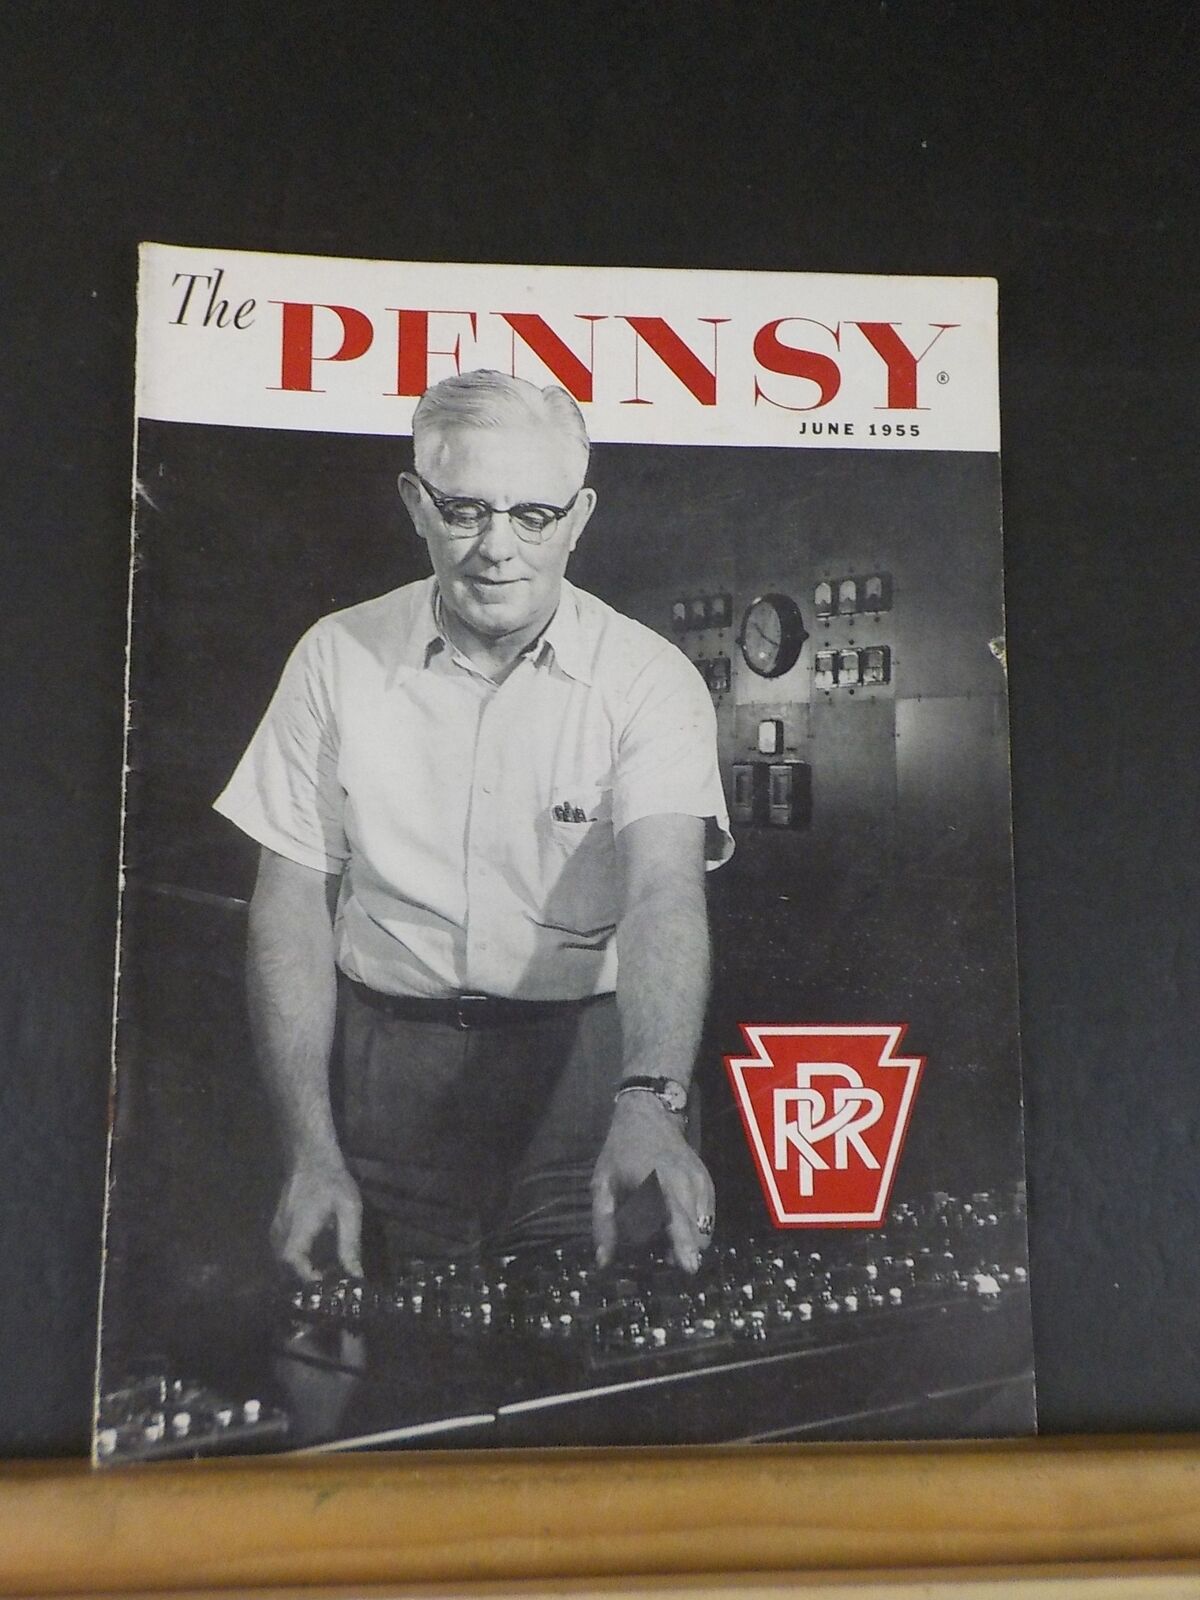 The PENNSY®
JUNE 1955
PRR